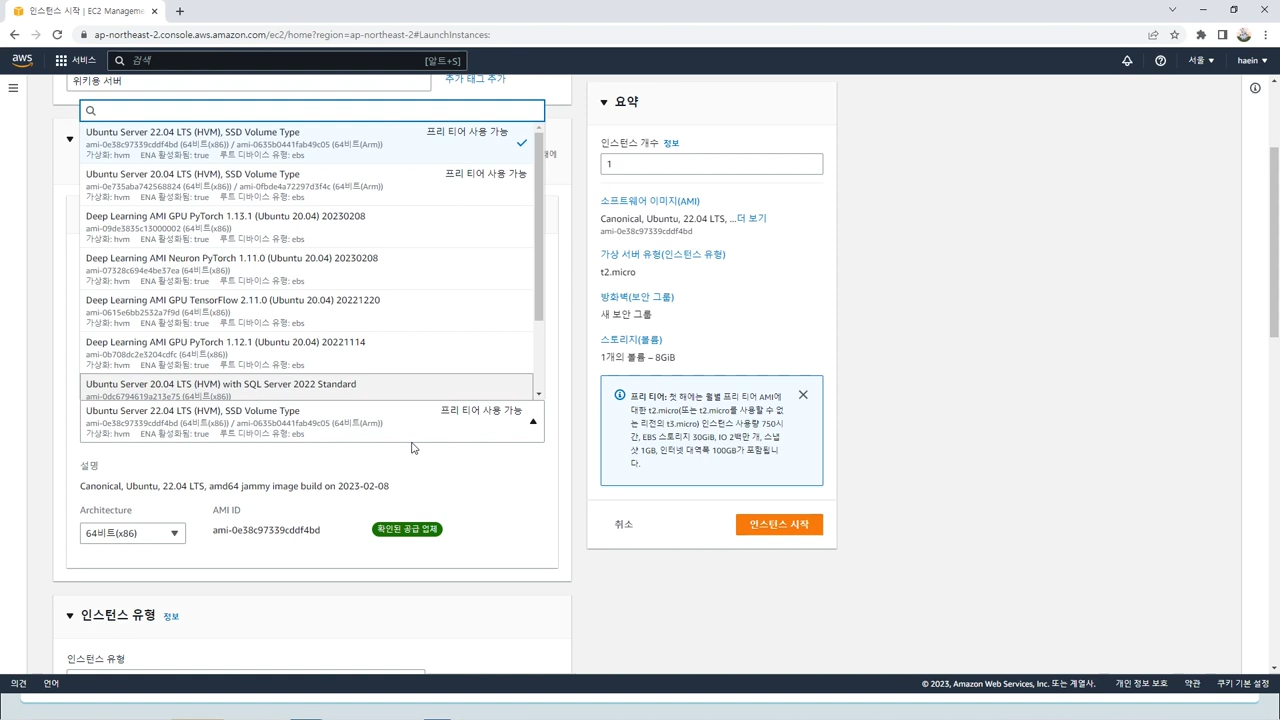 인스턴스 시작 | EC2 Managem
ap-northeast-2.console.aws.amazon.com/ec2/home?region=ap-northeast-2#LaunchInstances:
aws
서비스
검색
[알트+S]
서울
haein
위키용 서버
추가 태그 추가
Ubuntu Server 22.04 LTS (HVM), SSD Volume Type
프리 티어 사용 가능
ami-0e38c97339cddf4bd (64비트(x86)) / ami-0635b0441fab49c05 (64비트(Arm))
가상화: hvm ENA 활성화됨: true 루트 디바이스 유형: ebs
Ubuntu Server 20.04 LTS (HVM), SSD Volume Type
프리 티어 사용 가능
ami-0e735aba742568824 (64비트(x86)) / ami-0fbde4a72297d3f4c (64비트(Arm))
가상화: hvm ENA 활성화됨: true 루트 디바이스 유형: ebs
Deep Learning AMI GPU PyTorch 1.13.1 (Ubuntu 20.04) 20230208
ami-09de3835c13000002 (64비트(x86))
가상화: hvm ENA 활성화됨: true 루트 디바이스 유형: ebs
Deep Learning AMI Neuron PyTorch 1.11.0 (Ubuntu 20.04) 20230208
ami-07328c694e4be37ea (64비트(x86))
가상화: hvm ENA 활성화됨: true 루트 디바이스 유형: ebs
Deep Learning AMI GPU TensorFlow 2.11.0 (Ubuntu 20.04) 20221220
ami-0615e6bb2532a7f9d (64비트(x86))
가상화: hvm ENA 활성화됨: true 루트 디바이스 유형: ebs
Deep Learning AMI GPU PyTorch 1.12.1 (Ubuntu 20.04) 20221114
ami-0b708dc2e3204cdfc (64비트(x86))
가상화: hvm ENA 활성화됨: true 루트 디바이스 유형: ebs
Ubuntu Server 20.04 LTS (HVM) with SQL Server 2022 Standard
ami-0dc6794619a213e75 (64비트(x86))
Ubuntu Server 22.04 LTS (HVM), SSD Volume Type
프리 티어 사용 가능
ami-0e38c97339cddf4bd (64비트(x86)) / ami-0635b0441fab49c05 (64비트(Arm))
가상화: hvm ENA 활성화됨: true 루트 디바이스 유형: ebs
설명
Canonical, Ubuntu, 22.04 LTS, amd64 jammy image build on 2023-02-08
Architecture
AMI ID
64비트(x86)
ami-0e38c97339cddf4bd
확인된 공급 업체
인스턴스 유형 정보
인스턴스 유형
요약
인스턴스 개수 정보
1
소프트웨어 이미지(AMI)
Canonical, Ubuntu, 22.04 LTS, ...더 보기
ami-0e38c97339cddf4bd
가상 서버 유형(인스턴스 유형)
t2.micro
방화벽(보안 그룹)
새 보안 그룹
스토리지(볼륨)
1개의 볼륨 – 8GiB
프리 티어: 첫 해에는 월별 프리 티어 AMI에
대한 t2.micro(또는 t2.micro를 사용할 수 없
는 리전의 t3.micro) 인스턴스 사용량 750시
간, EBS 스토리지 30GiB, IO 2백만 개, 스냅
샷 1GB, 인터넷 대역폭 100GB가 포함됩니
다.
취소
인스턴스 시작
의견
언어
© 2023, Amazon Web Services, Inc. 또는 계열사.
개인 정보 보호
약관
쿠키 기본 설정